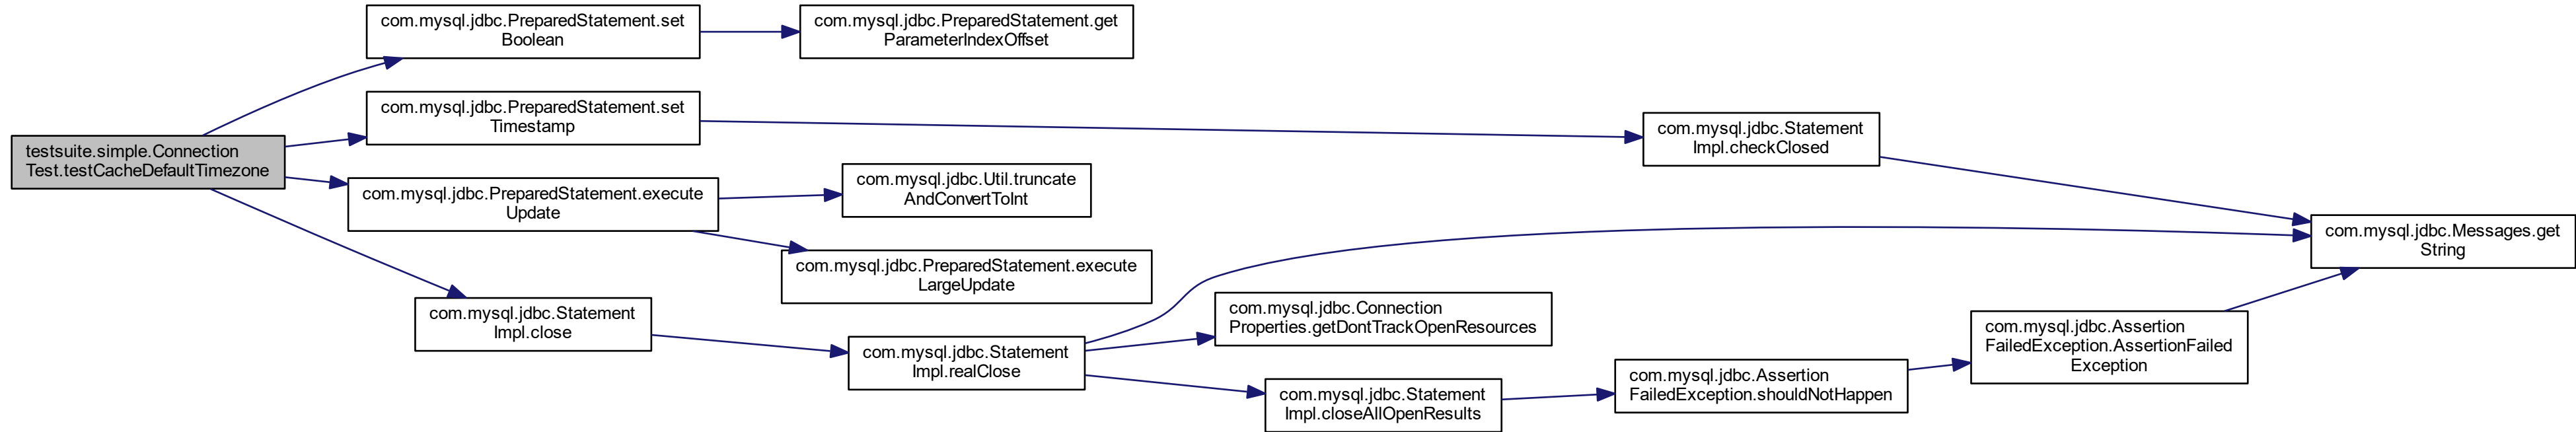 com.mysql.jdbc.PreparedStatement.set
Boolean
com.mysql.jdbc.PreparedStatement.get
ParameterIndexOffset
com.mysql.jdbc.PreparedStatement.set
Timestamp
com.mysql.jdbc.Statement
Impl.checkClosed
testsuite.simple.Connection
Test.testCacheDefaultTimezone
com.mysql.jdbc.PreparedStatement.execute
Update
com.mysql.jdbc.Util.truncate
AndConvertToInt
com.mysql.jdbc.Messages.get
String
com.mysql.jdbc.PreparedStatement.execute
LargeUpdate
com.mysql.jdbc.Statement
Impl.close
com.mysql.jdbc.Connection
Properties.getDontTrackOpenResources
com.mysql.jdbc.Statement
Impl.realClose
com.mysql.jdbc.Assertion
FailedException.AssertionFailed
Exception
com.mysql.jdbc.Assertion
FailedException.shouldNotHappen
com.mysql.jdbc.Statement
Impl.closeAllOpenResults